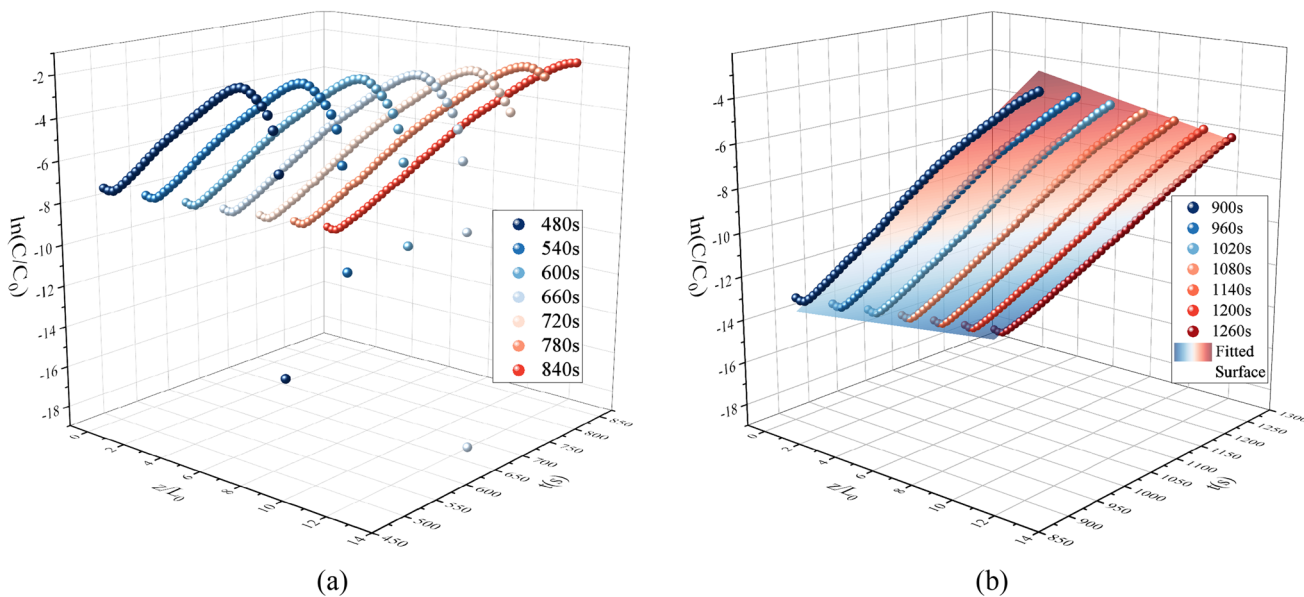 -2
-4
-6
-8
-10
-12
-14
-16
-18
ln(C/C₀)
0
2
4
6
8
10
12
14
z/L₀
450
500
550
600
650
700
750
800
850
t(s)
480s
540s
600s
660s
720s
780s
840s
(a)
-4
-6
-8
-10
-12
-14
-16
-18
ln(C/C₀)
0
2
4
6
8
10
12
14
z/L₀
850
900
950
1000
1050
1100
1150
1200
1250
1300
t(s)
900s
960s
1020s
1080s
1140s
1200s
1260s
Fitted
Surface
(b)